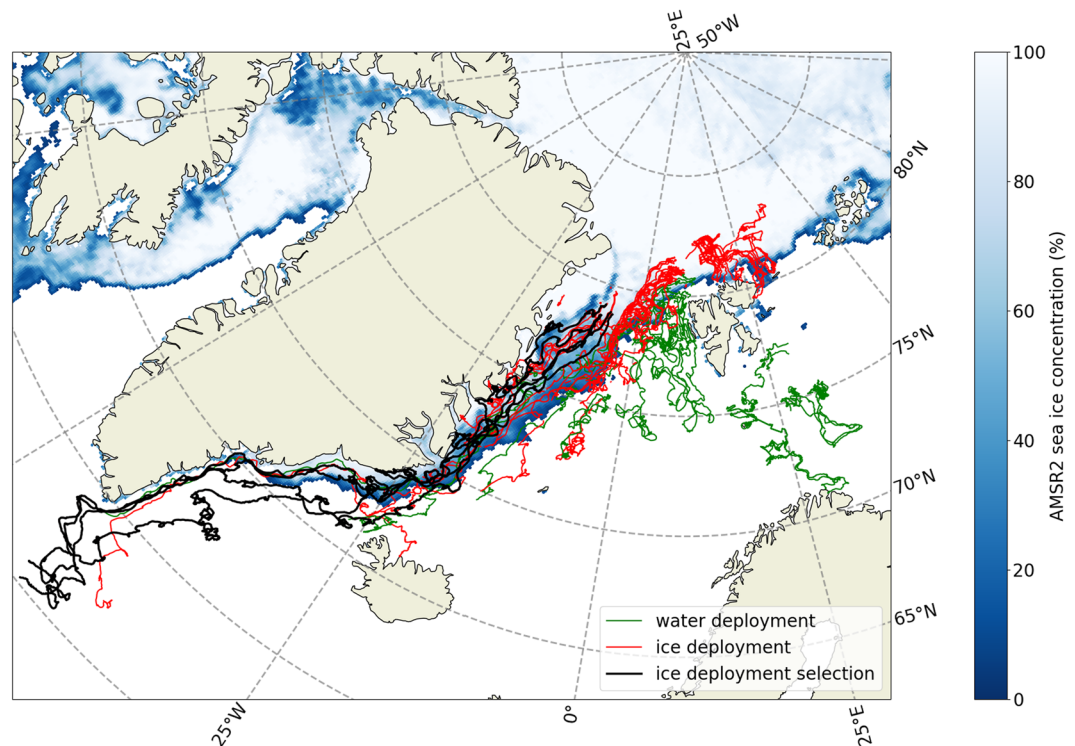 25°E
50°W
80°N
75°N
70°N
65°N
25°W
0°
25°E
water deployment
ice deployment
ice deployment selection
100
80
60
40
20
0
AMSR2 sea ice concentration (%)